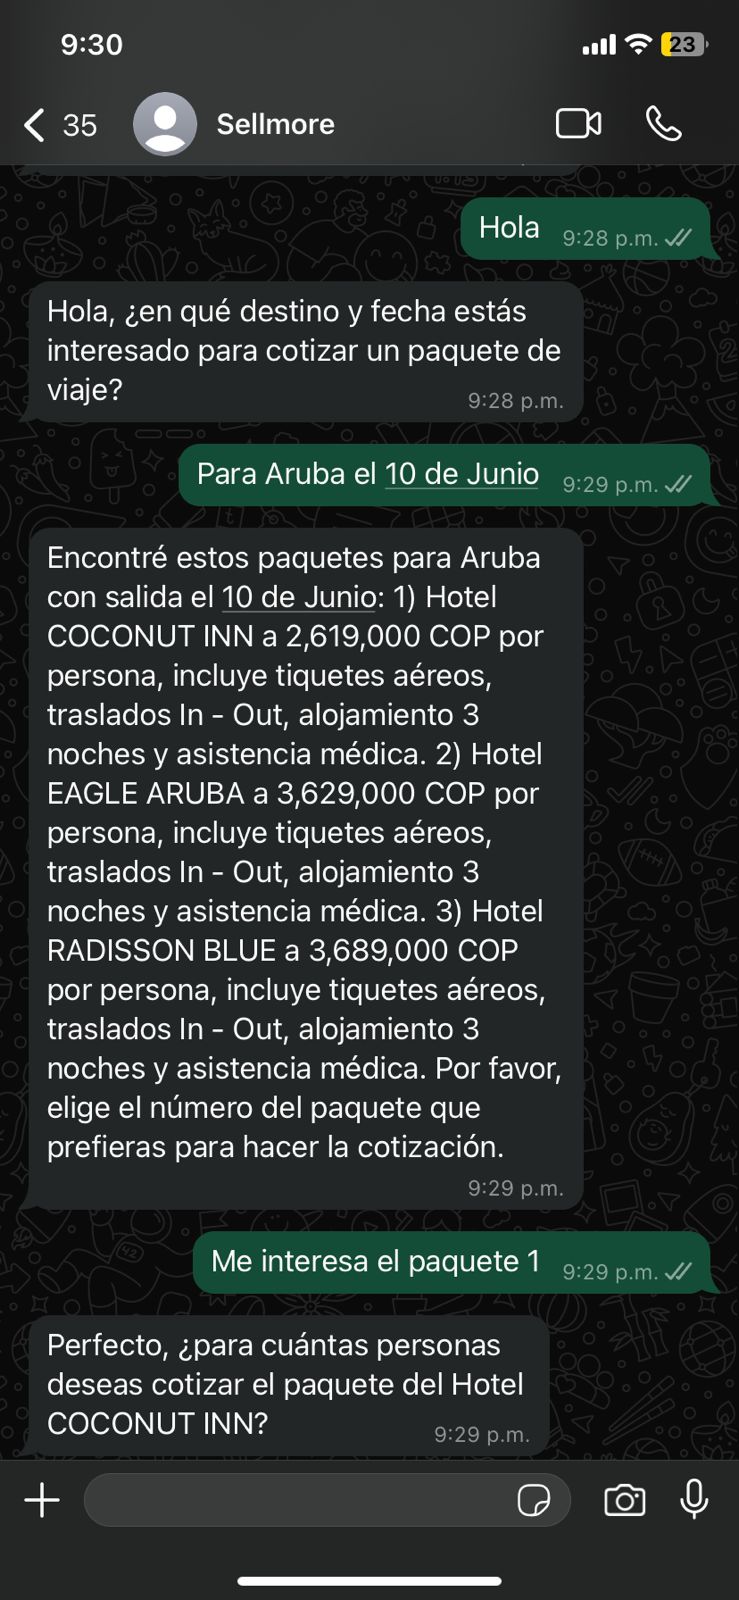 9:30
23
35
Sellmore
Hola
9:28 p.m.
Hola, ¿en qué destino y fecha estás
interesado para cotizar un paquete de
viaje?
9:28 p.m.
Para Aruba el 10 de Junio
9:29 p.m.
Encontré estos paquetes para Aruba
con salida el 10 de Junio: 1) Hotel
COCONUT INN a 2,619,000 COP por
persona, incluye tiquetes aéreos,
traslados In - Out, alojamiento 3
noches y asistencia médica. 2) Hotel
EAGLE ARUBA a 3,629,000 COP por
persona, incluye tiquetes aéreos,
traslados In - Out, alojamiento 3
noches y asistencia médica. 3) Hotel
RADISSON BLUE a 3,689,000 COP
por persona, incluye tiquetes aéreos,
traslados In - Out, alojamiento 3
noches y asistencia médica. Por favor,
elige el número del paquete que
prefieras para hacer la cotización.
9:29 p.m.
Me interesa el paquete 1
9:29 p.m.
Perfecto, ¿para cuántas personas
deseas cotizar el paquete del Hotel
COCONUT INN?
9:29 p.m.